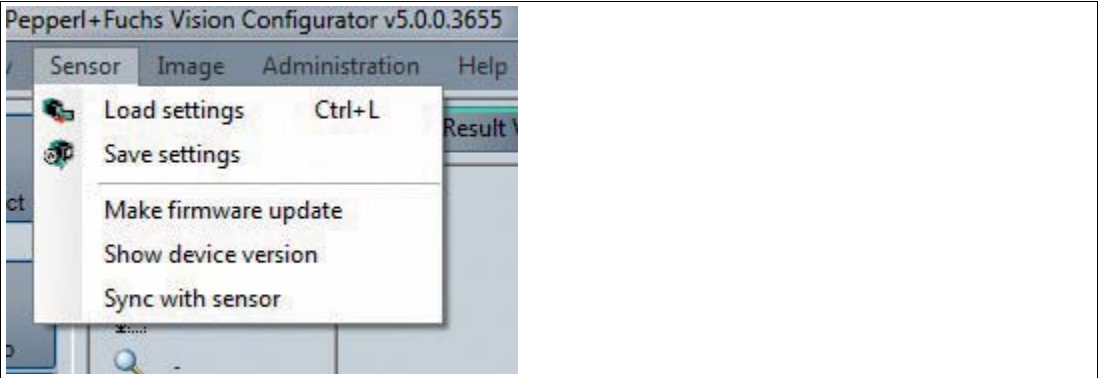 Pepperl+Fuchs Vision Configurator v5.0.0.3655
Sensor Image Administration Help
Load settings Ctrl+L
Result
Save settings
ct
Make firmware update
Show device version
Sync with sensor